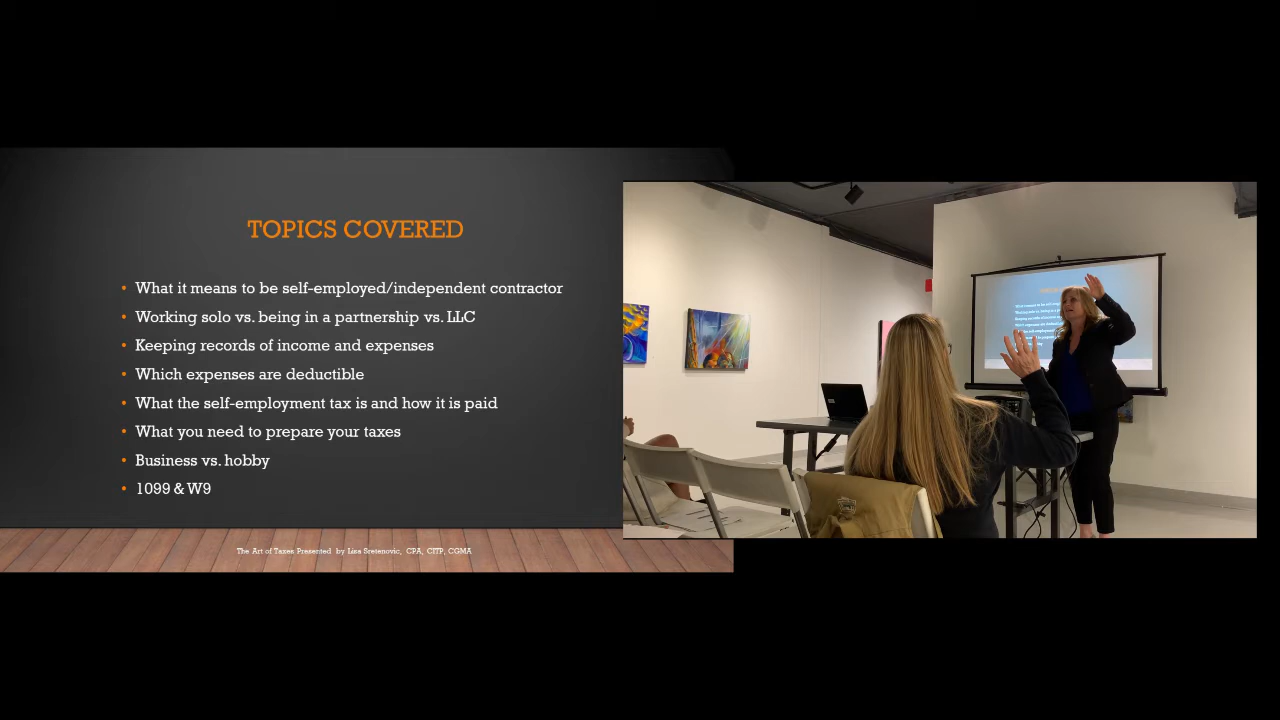 TOPICS COVERED
• What it means to be self-employed/independent contractor
• Working solo vs. being in a partnership vs. LLC
• Keeping records of income and expenses
• Which expenses are deductible
• What the self-employment tax is and how it is paid
• What you need to prepare your taxes
• Business vs. hobby
• 1099 & W9
The Art of Taxes Presented by Lisa Sretenovic, CPA, CITP, CGMA